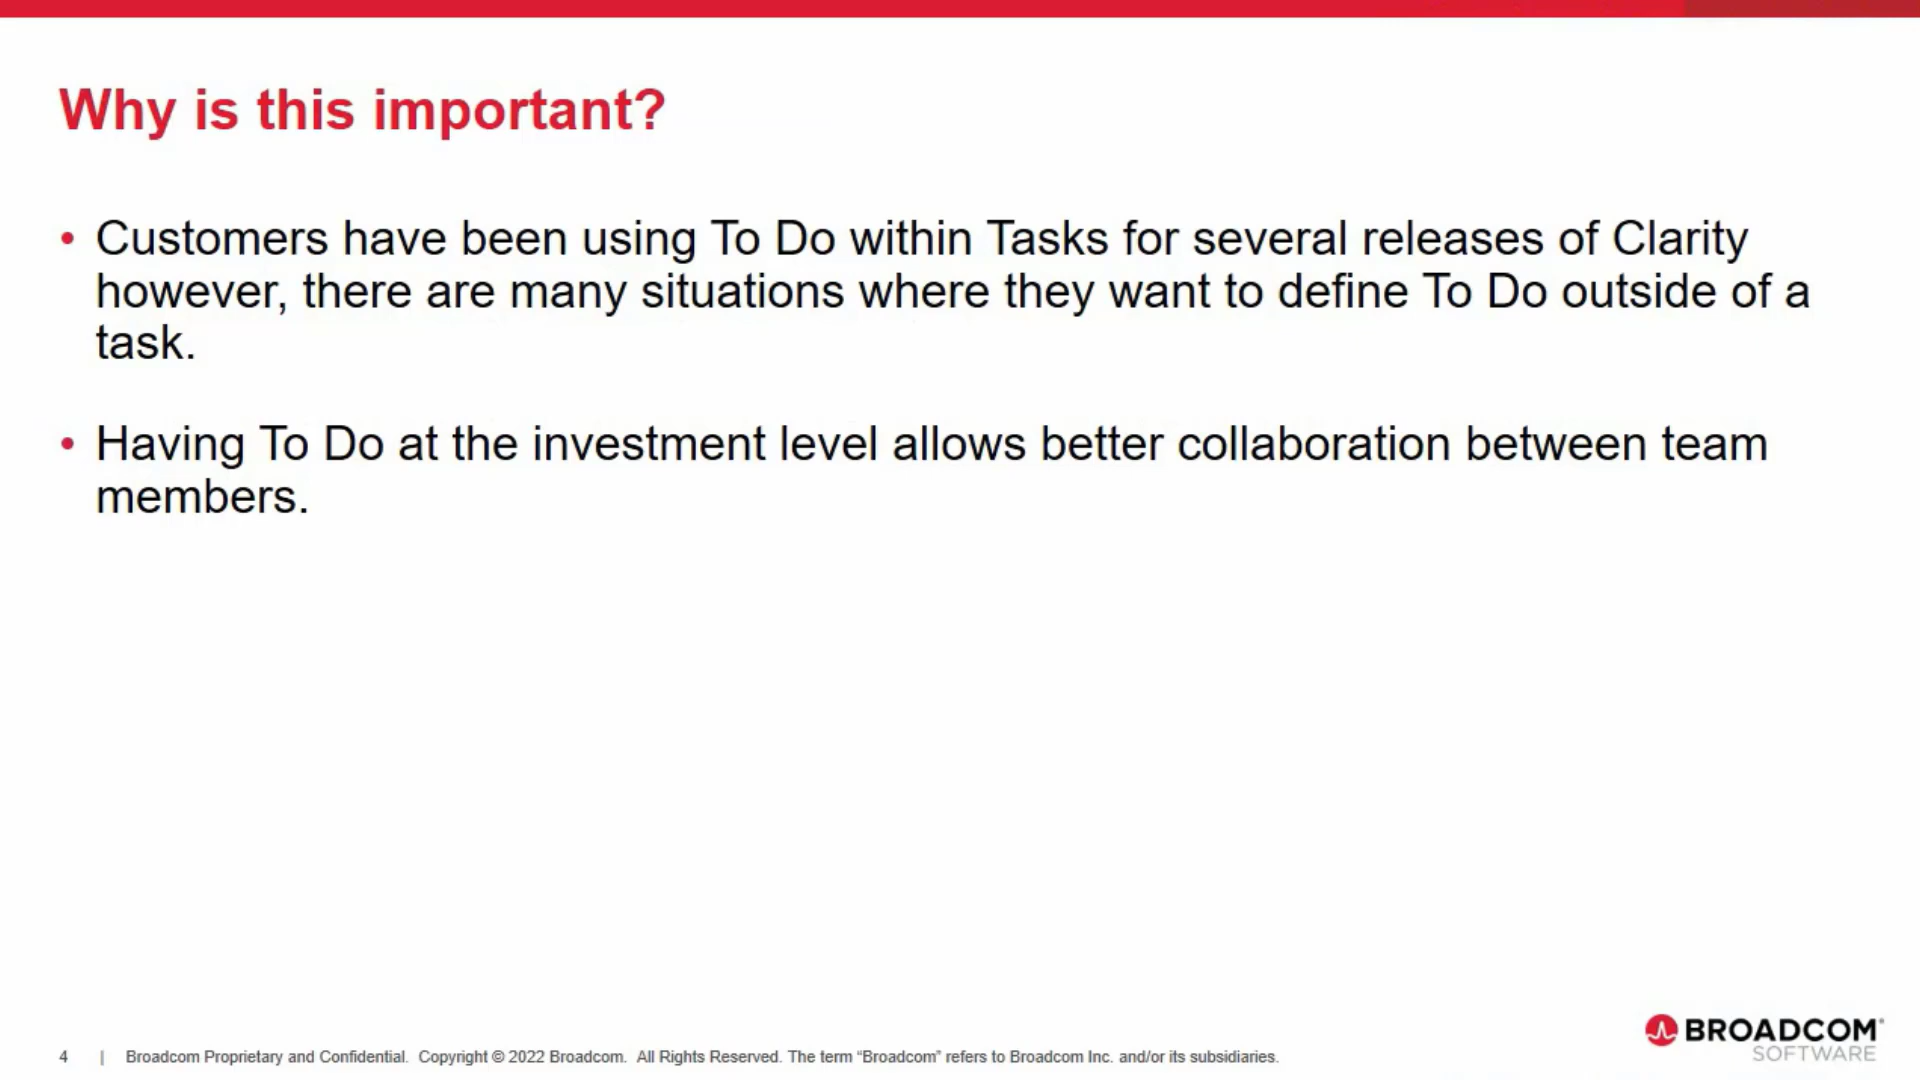 Why is this important?
• Customers have been using To Do within Tasks for several releases of Clarity
however, there are many situations where they want to define To Do outside of a
task.
• Having To Do at the investment level allows better collaboration between team
members.
4 | Broadcom Proprietary and Confidential. Copyright © 2022 Broadcom. All Rights Reserved. The term “Broadcom” refers to Broadcom Inc. and/or its subsidiaries.
BROADCOM®
SOFTWARE